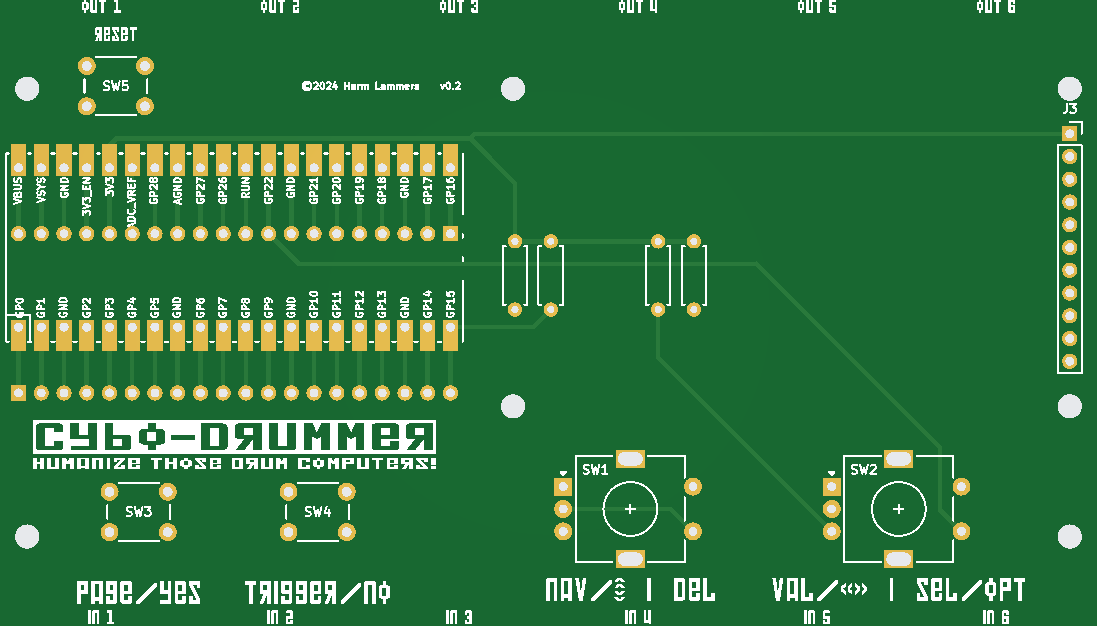 OUT 1 OUT 2 OUT 3 OUT 4 OUT 5 OUT 6
RESET
SW5 ©2024 Harm Lammers v0.2
J3
VBUS VSYS GND 3V3_EN 3V3 ADC_VREF GP28 AGND GP27 GP26 RUN GP22 GND GP21 GP20 GP19 GP18 GND GP17 GP16
GP0 GP1 GND GP2 GP3 GP4 GP5 GND GP6 GP7 GP8 GP9 GND GP10 GP11 GP12 GP13 GND GP14 GP15
CYBO-DRUMMER
HUMANIZE THOSE DRUM COMPUTERS!
SW1 SW2
SW3 SW4
PAGE/YES TRIGGER/NO NAV/ | DEL VAL/<O> | SEL/OPT
IN 1 IN 2 IN 3 IN 4 IN 5 IN 6